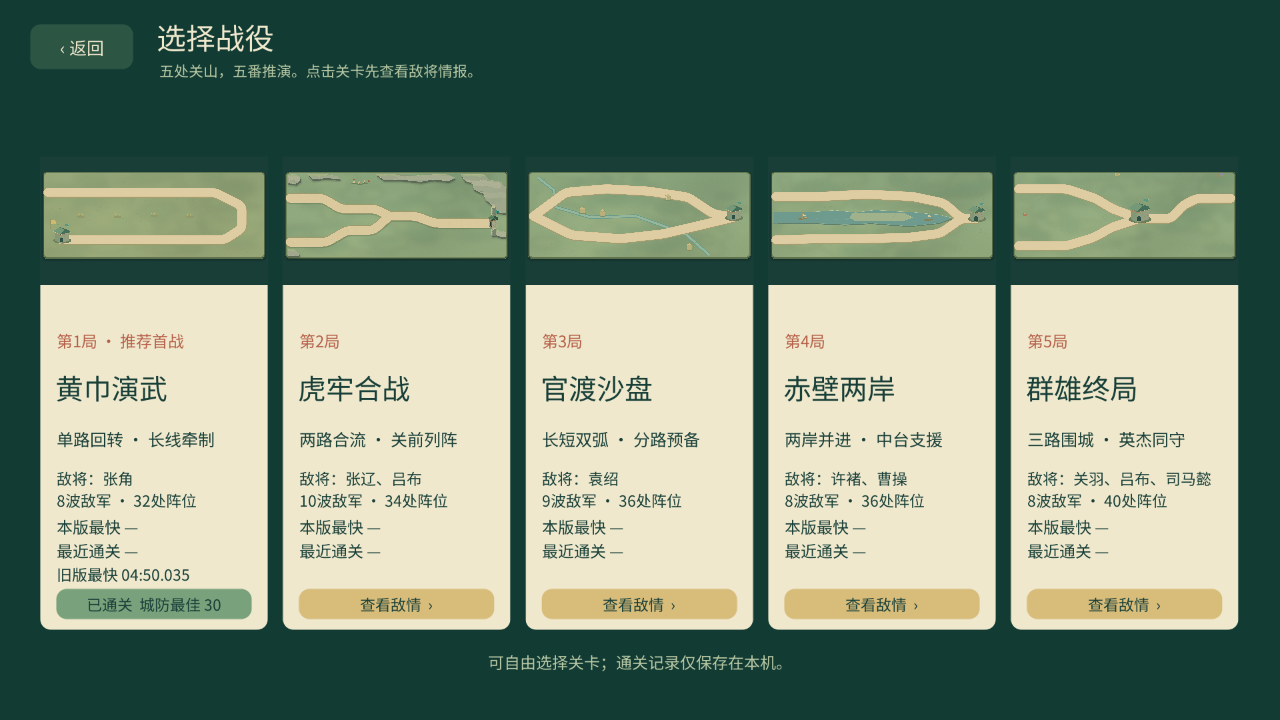 ‹ 返回
选择战役
五处关山，五番推演。点击关卡先查看敌将情报。
第1局 · 推荐首战
黄巾演武
单路回转 · 长线牵制
敌将：张角
8波敌军 · 32处阵位
本版最快 —
最近通关 —
旧版最快 04:50.035
已通关 城防最佳 30
第2局
虎牢合战
两路合流 · 关前列阵
敌将：张辽、吕布
10波敌军 · 34处阵位
本版最快 —
最近通关 —
查看敌情 ›
第3局
官渡沙盘
长短双弧 · 分路预备
敌将：袁绍
9波敌军 · 36处阵位
本版最快 —
最近通关 —
查看敌情 ›
第4局
赤壁两岸
两岸并进 · 中台支援
敌将：许褚、曹操
8波敌军 · 36处阵位
本版最快 —
最近通关 —
查看敌情 ›
第5局
群雄终局
三路围城 · 英杰同守
敌将：关羽、吕布、司马懿
8波敌军 · 40处阵位
本版最快 —
最近通关 —
查看敌情 ›
可自由选择关卡；通关记录仅保存在本机。